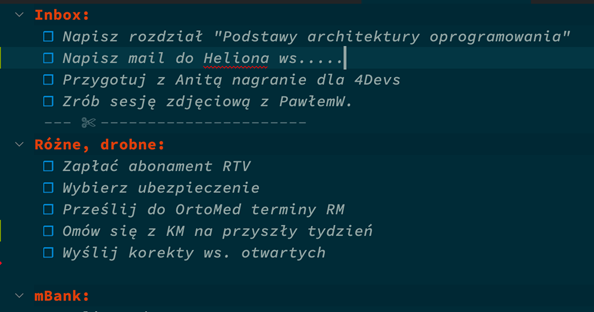 Inbox:
❐ Napisz rozdział "Podstawy architektury oprogramowania"
❐ Napisz mail do Heliona ws.....
❐ Przygotuj z Anitą nagranie dla 4Devs
❐ Zrób sesję zdjęciową z PawłemW.
--- ✄ -----------------------
Różne, drobne:
❐ Zapłać abonament RTV
❐ Wybierz ubezpieczenie
❐ Prześlij do OrtoMed terminy RM
❐ Omów się z KM na przyszły tydzień
❐ Wyślij korekty ws. otwartych
mBank: